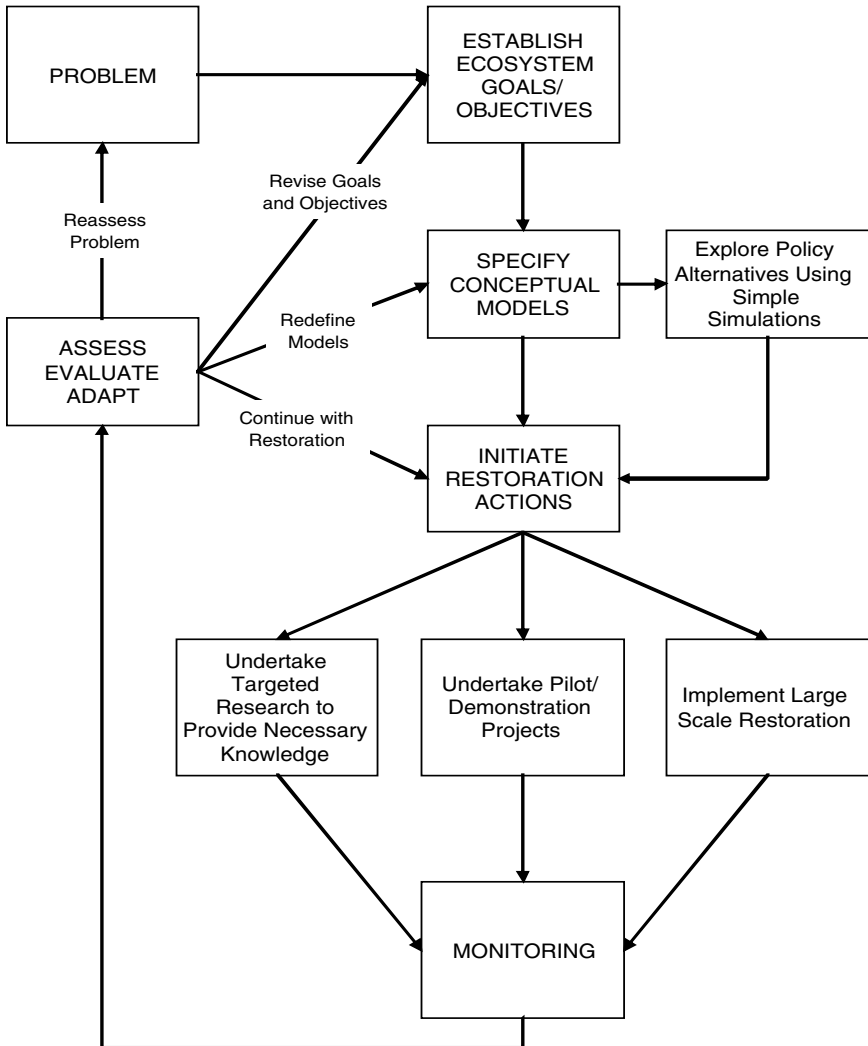 PROBLEM
ESTABLISH
ECOSYSTEM
GOALS/
OBJECTIVES
Revise Goals
and Objectives
Reassess
Problem
SPECIFY
CONCEPTUAL
MODELS
Explore Policy
Alternatives Using
Simple
Simulations
Redefine
Models
ASSESS
EVALUATE
ADAPT
Continue with
Restoration
INITIATE
RESTORATION
ACTIONS
Undertake
Targeted
Research to
Provide Necessary
Knowledge
Undertake Pilot/
Demonstration
Projects
Implement Large
Scale Restoration
MONITORING